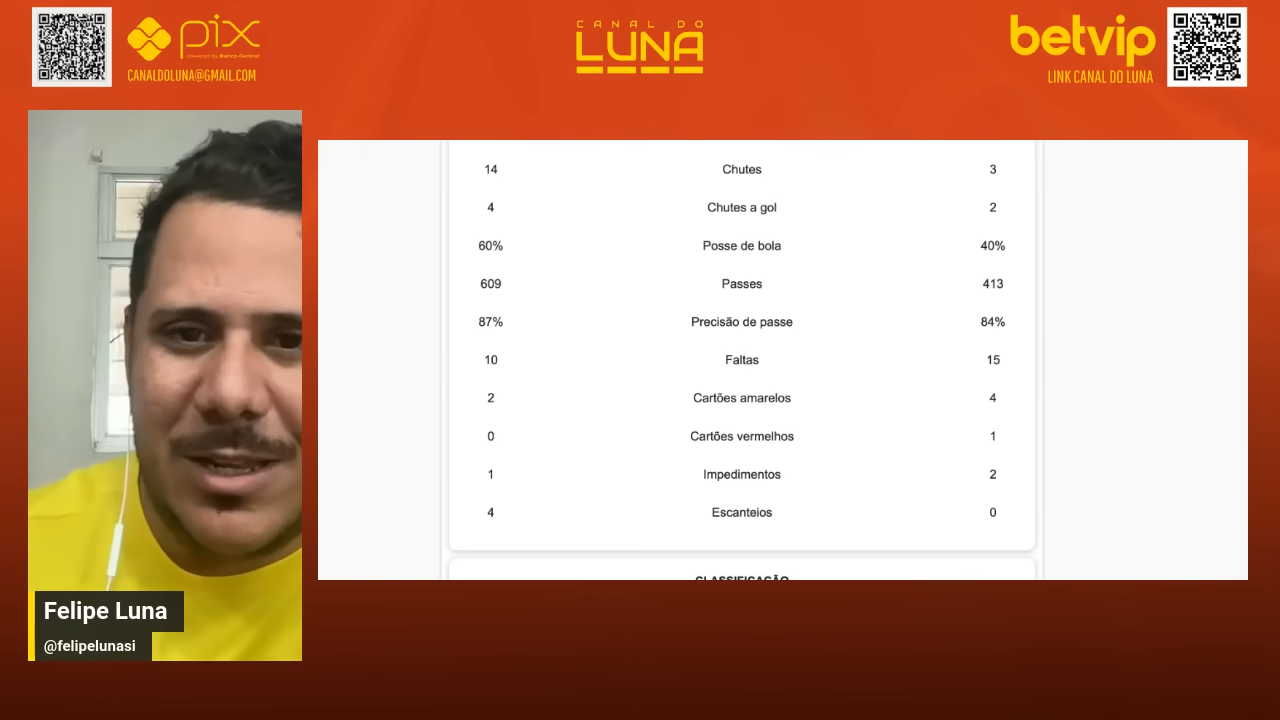 pix
powered by Banco Central
CANALDOLUNA@GMAIL.COM
CANAL DO
LUNA
betvip
LINK CANAL DO LUNA
14 Chutes 3
4 Chutes a gol 2
60% Posse de bola 40%
609 Passes 413
87% Precisão de passe 84%
10 Faltas 15
2 Cartões amarelos 4
0 Cartões vermelhos 1
1 Impedimentos 2
4 Escanteios 0
CLASSIFICAÇÃO
Felipe Luna
@felipelunasi